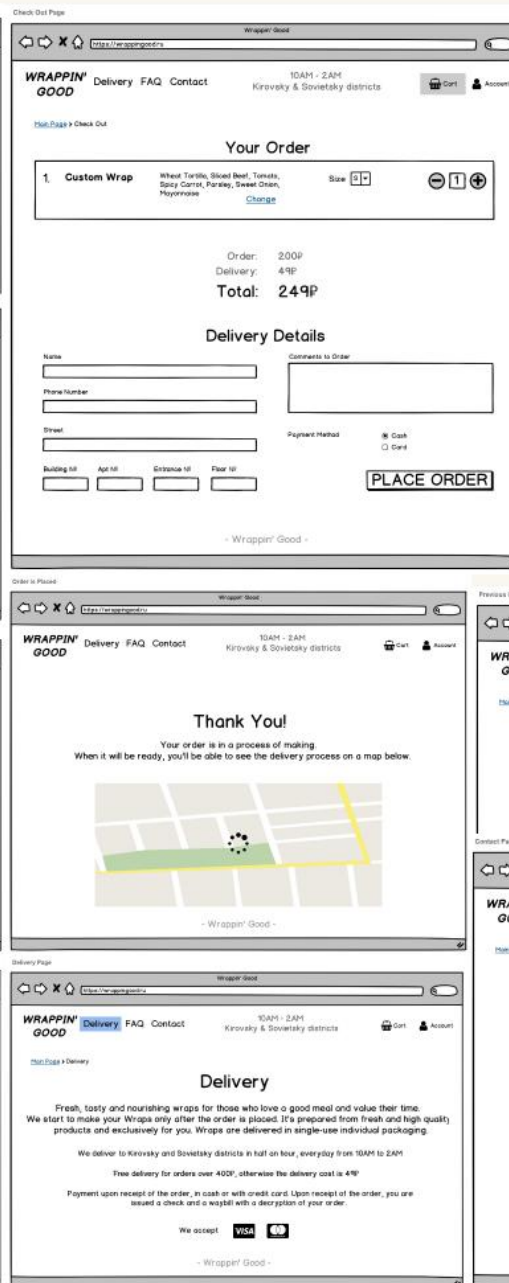 Check Out Page
Wrappin' Good
https://wrappingood.ru
WRAPPIN' GOOD
Delivery FAQ Contact
10AM - 2AM
Kirovsky & Sovietsky districts
Cart
Account
Main Page > Check Out
Your Order
1. Custom Wrap
Wheat Tortilla, Sliced Beef, Tomato,
Spicy Carrot, Parsley, Sweet Onion,
Mayonnaise
Change
Size S
1
Order: 200₽
Delivery: 49₽
Total: 249₽
Delivery Details
Name
Phone Number
Street
Building № Apt № Entrance № Floor №
Comments to Order
Payment Method
Cash
Card
PLACE ORDER
- Wrappin' Good -
Order is Placed
Wrappin' Good
https://wrappingood.ru
WRAPPIN' GOOD
Delivery FAQ Contact
10AM - 2AM
Kirovsky & Sovietsky districts
Cart
Account
Thank You!
Your order is in a process of making.
When it will be ready, you'll be able to see the delivery process on a map below.
- Wrappin' Good -
Previous
Contact
Delivery Page
Wrappin' Good
https://wrappingood.ru
WRAPPIN' GOOD
Delivery FAQ Contact
10AM - 2AM
Kirovsky & Sovietsky districts
Cart
Account
Main Page > Delivery
Delivery
Fresh, tasty and nourishing wraps for those who love a good meal and value their time.
We start to make your Wraps only after the order is placed. It's prepared from fresh and high quality
products and exclusively for you. Wraps are delivered in single-use individual packaging.
We deliver to Kirovsky and Sovietsky districts in half an hour, everyday from 10AM to 2AM
Free delivery for orders over 400₽, otherwise the delivery cost is 49₽
Payment upon receipt of the order, in cash or with credit card. Upon receipt of the order, you are
issued a check and a waybill with a decryption of your order.
We accept VISA
- Wrappin' Good -